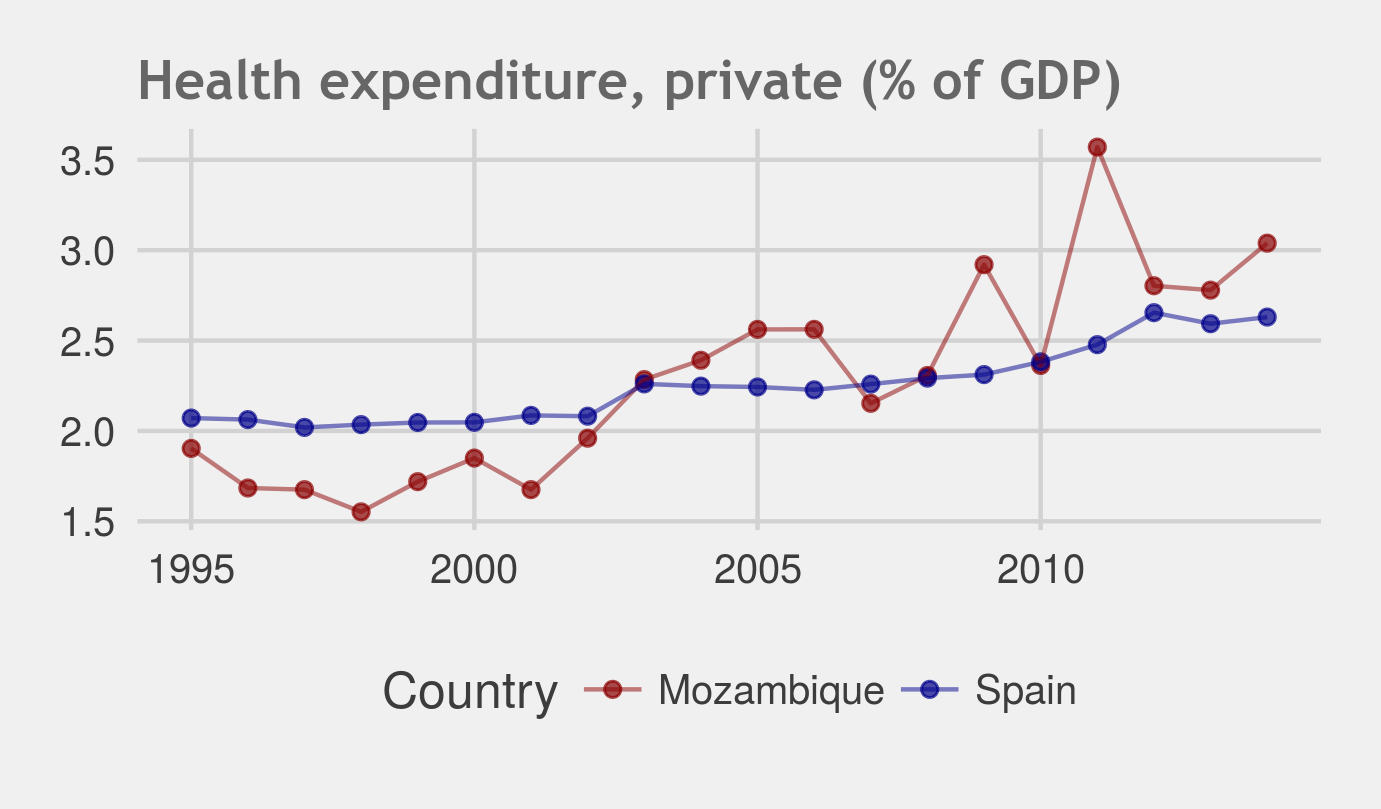 Health expenditure, private (% of GDP)
3.5
3.0
2.5
2.0
1.5
1995 2000 2005 2010
Country Mozambique Spain